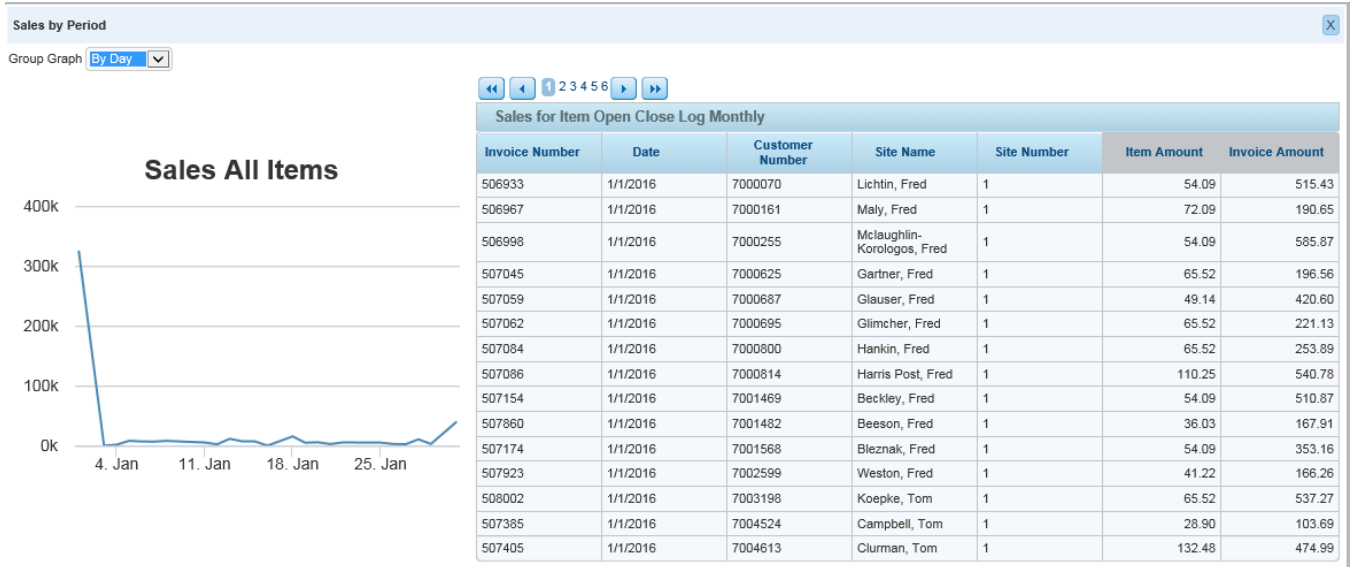 Sales by Period X
Group Graph By Day
1 2 3 4 5 6
Sales for Item Open Close Log Monthly
Sales All Items
400k
300k
200k
100k
0k
4. Jan 11. Jan 18. Jan 25. Jan
Invoice Number Date Customer Number Site Name Site Number Item Amount Invoice Amount
506933 1/1/2016 7000070 Lichtin, Fred 1 54.09 515.43
506967 1/1/2016 7000161 Maly, Fred 1 72.09 190.65
506998 1/1/2016 7000255 Mclaughlin-Korologos, Fred 1 54.09 585.87
507045 1/1/2016 7000625 Gartner, Fred 1 65.52 196.56
507059 1/1/2016 7000687 Glauser, Fred 1 49.14 420.60
507062 1/1/2016 7000695 Glimcher, Fred 1 65.52 221.13
507084 1/1/2016 7000800 Hankin, Fred 1 65.52 253.89
507086 1/1/2016 7000814 Harris Post, Fred 1 110.25 540.78
507154 1/1/2016 7001469 Beckley, Fred 1 54.09 510.87
507860 1/1/2016 7001482 Beeson, Fred 1 36.03 167.91
507174 1/1/2016 7001568 Bleznak, Fred 1 54.09 353.16
507923 1/1/2016 7002599 Weston, Fred 1 41.22 166.26
508002 1/1/2016 7003198 Koepke, Tom 1 65.52 537.27
507385 1/1/2016 7004524 Campbell, Tom 1 28.90 103.69
507405 1/1/2016 7004613 Clurman, Tom 1 132.48 474.99